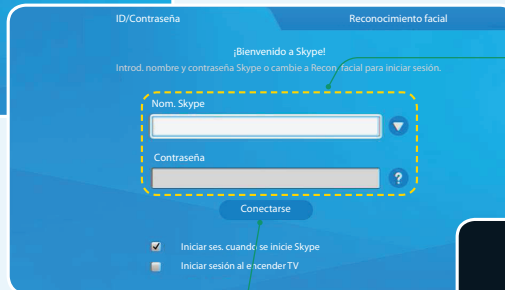 ID/Contraseña
Reconocimiento facial
¡Bienvenido a Skype!
Introd. nombre y contraseña Skype o cambie a Recon. facial para iniciar sesión.
Nom. Skype
Contraseña
?
Conectarse
Iniciar ses. cuando se inicie Skype
Iniciar sesión al encender TV